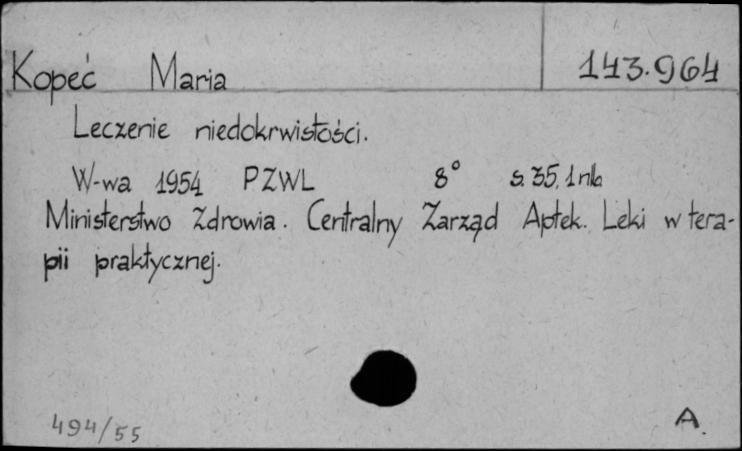 Kopeć Maria 143.964
Leczenie niedokrwistości.
W-wa 1954 PZWL 8° s. 35, 1 nlb
Ministerstwo Zdrowia. Centralny Zarząd Aptek. Leki w tera-
pii praktycznej.
494/55 A.